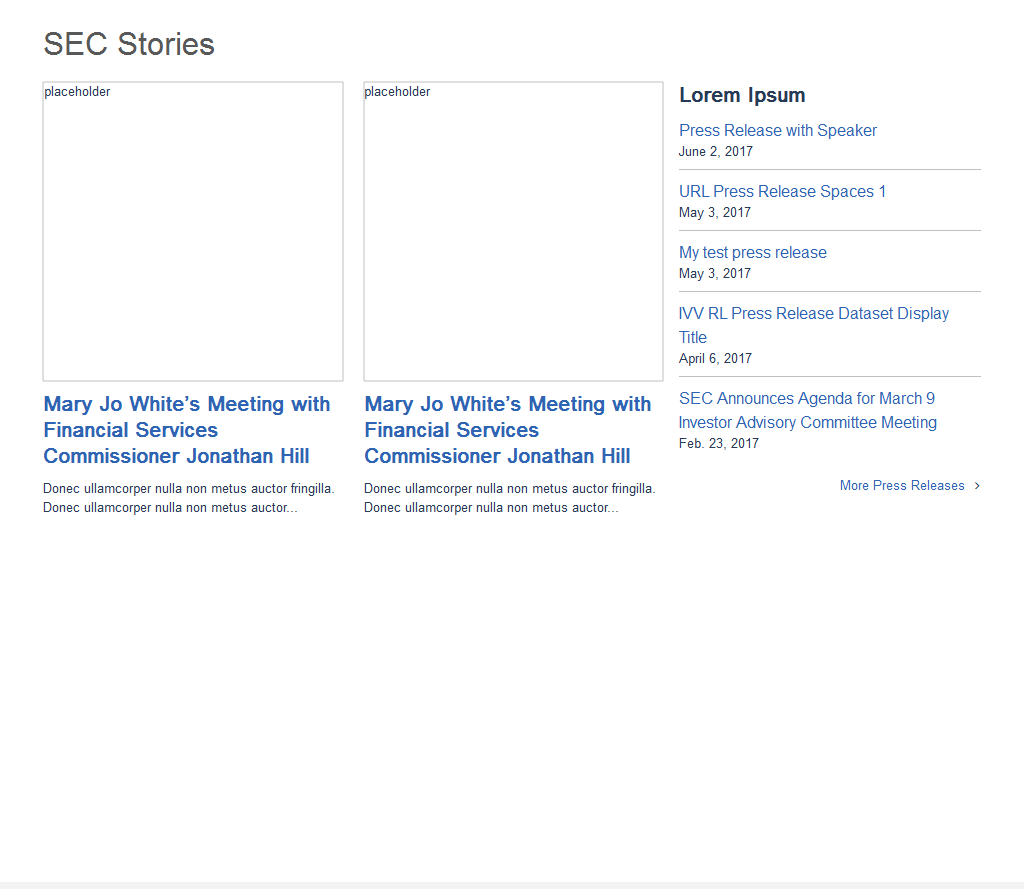 SEC Stories
placeholder
Mary Jo White’s Meeting with
Financial Services
Commissioner Jonathan Hill
Donec ullamcorper nulla non metus auctor fringilla.
Donec ullamcorper nulla non metus auctor...
placeholder
Mary Jo White’s Meeting with
Financial Services
Commissioner Jonathan Hill
Donec ullamcorper nulla non metus auctor fringilla.
Donec ullamcorper nulla non metus auctor...
Lorem Ipsum
Press Release with Speaker
June 2, 2017
URL Press Release Spaces 1
May 3, 2017
My test press release
May 3, 2017
IVV RL Press Release Dataset Display
Title
April 6, 2017
SEC Announces Agenda for March 9
Investor Advisory Committee Meeting
Feb. 23, 2017
More Press Releases ›